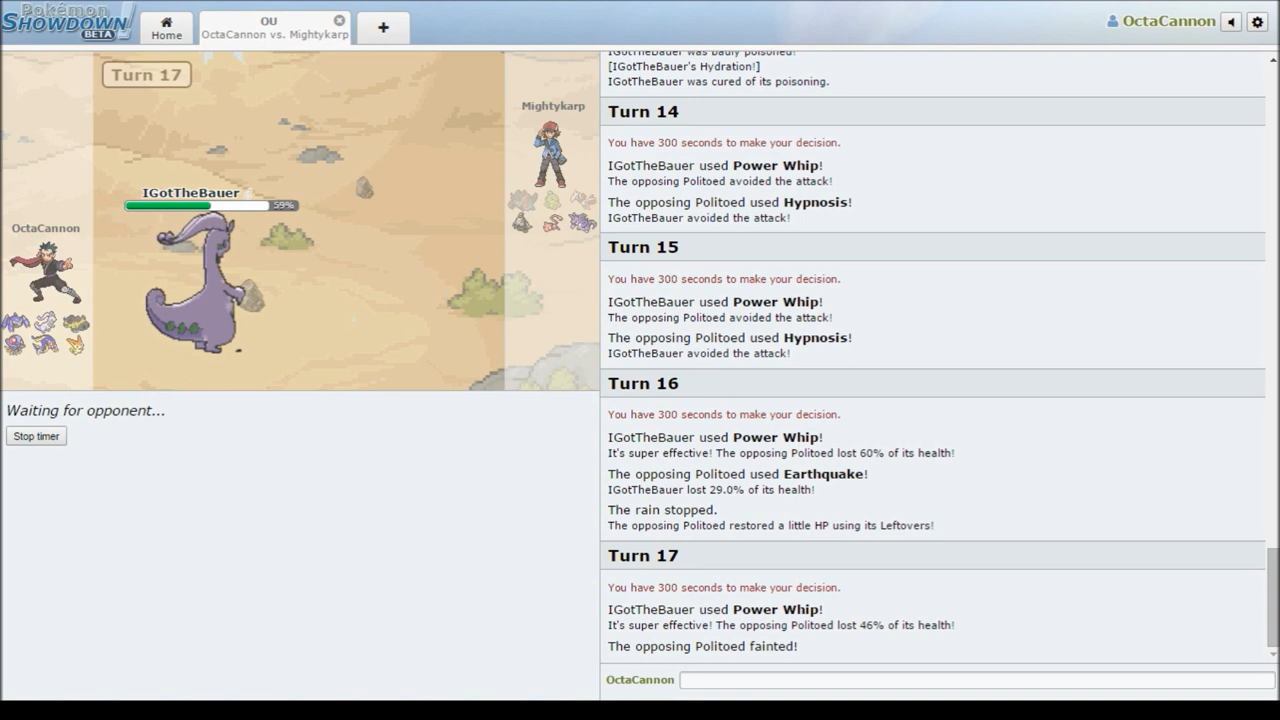 Pokémon
SHOWDOWN
BETA
Home
OU
OctaCannon vs. Mightykarp
+
OctaCannon
Turn 17
Mightykarp
IGotTheBauer
59%
OctaCannon
Waiting for opponent...
Stop timer
IGotTheBauer was badly poisoned!
[IGotTheBauer's Hydration!]
IGotTheBauer was cured of its poisoning.
Turn 14
You have 300 seconds to make your decision.
IGotTheBauer used Power Whip!
The opposing Politoed avoided the attack!
The opposing Politoed used Hypnosis!
IGotTheBauer avoided the attack!
Turn 15
You have 300 seconds to make your decision.
IGotTheBauer used Power Whip!
The opposing Politoed avoided the attack!
The opposing Politoed used Hypnosis!
IGotTheBauer avoided the attack!
Turn 16
You have 300 seconds to make your decision.
IGotTheBauer used Power Whip!
It's super effective! The opposing Politoed lost 60% of its health!
The opposing Politoed used Earthquake!
IGotTheBauer lost 29.0% of its health!
The rain stopped.
The opposing Politoed restored a little HP using its Leftovers!
Turn 17
You have 300 seconds to make your decision.
IGotTheBauer used Power Whip!
It's super effective! The opposing Politoed lost 46% of its health!
The opposing Politoed fainted!
OctaCannon